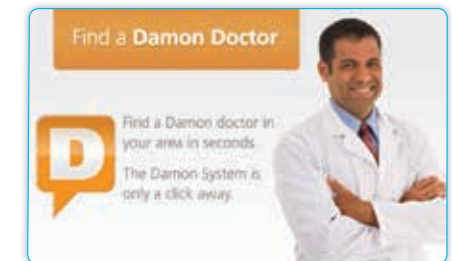 Find a Damon Doctor
D
Find a Damon doctor in
your area in seconds.
The Damon System is
only a click away.